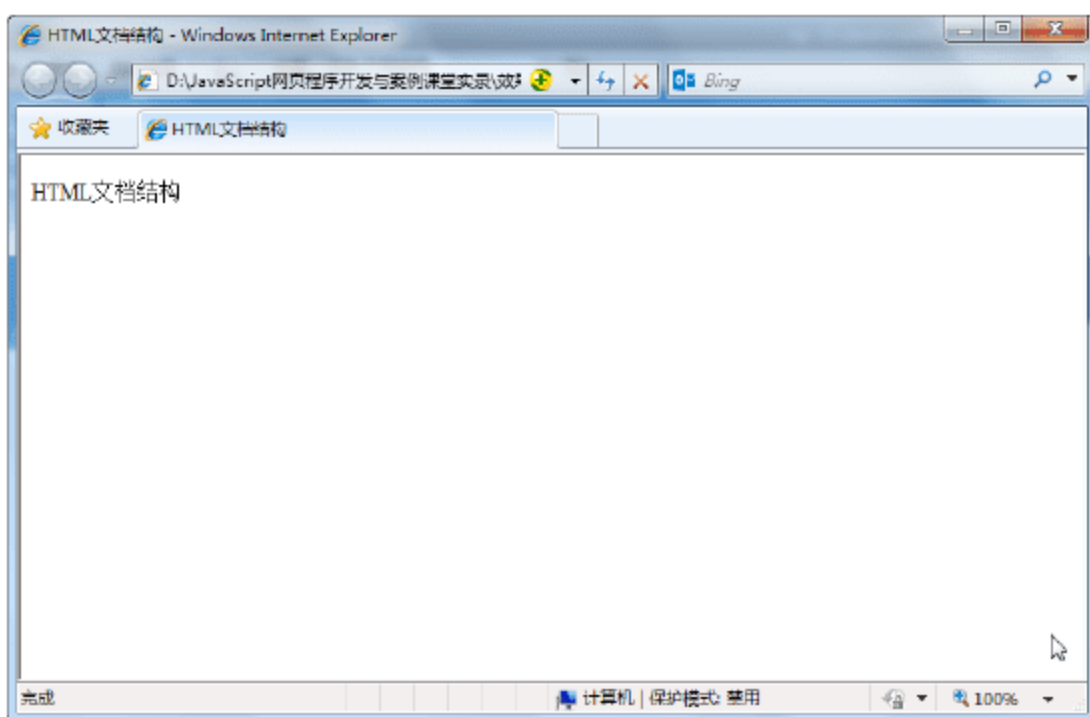 HTML文档结构 - Windows Internet Explorer
D:\JavaScript网页程序开发与案例课堂实录\效
Bing
收藏夹
HTML文档结构
HTML文档结构
完成
计算机 | 保护模式: 禁用
100%